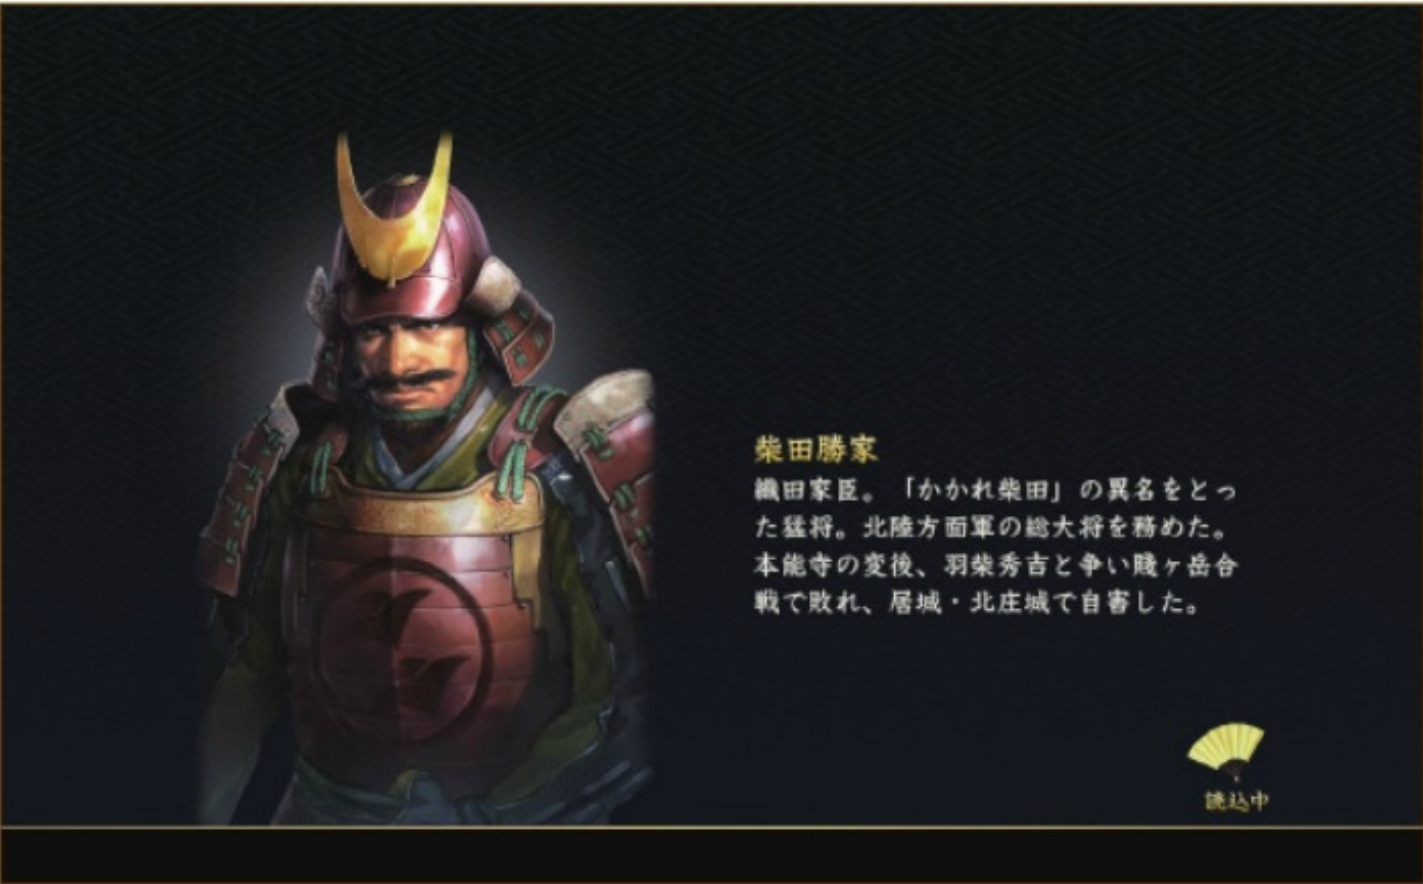 柴田勝家
織田家臣。「かかれ柴田」の異名をとっ
た猛将。北陸方面軍の総大将を務めた。
本能寺の変後、羽柴秀吉と争い賤ヶ岳合
戦で敗れ、居城・北庄城で自害した。
読込中